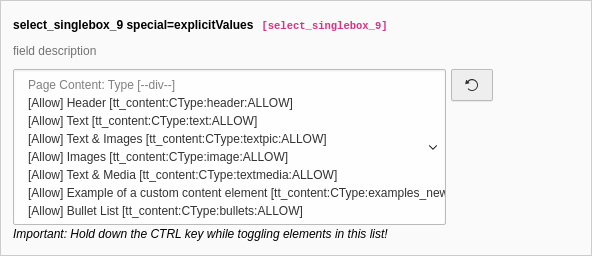 select_singlebox_9 special=explicitValues [select_singlebox_9]
field description
Page Content: Type [--div--]
[Allow] Header [tt_content:CType:header:ALLOW]
[Allow] Text [tt_content:CType:text:ALLOW]
[Allow] Text & Images [tt_content:CType:textpic:ALLOW]
[Allow] Images [tt_content:CType:image:ALLOW]
[Allow] Text & Media [tt_content:CType:textmedia:ALLOW]
[Allow] Example of a custom content element [tt_content:CType:examples_new
[Allow] Bullet List [tt_content:CType:bullets:ALLOW]
Important: Hold down the CTRL key while toggling elements in this list!